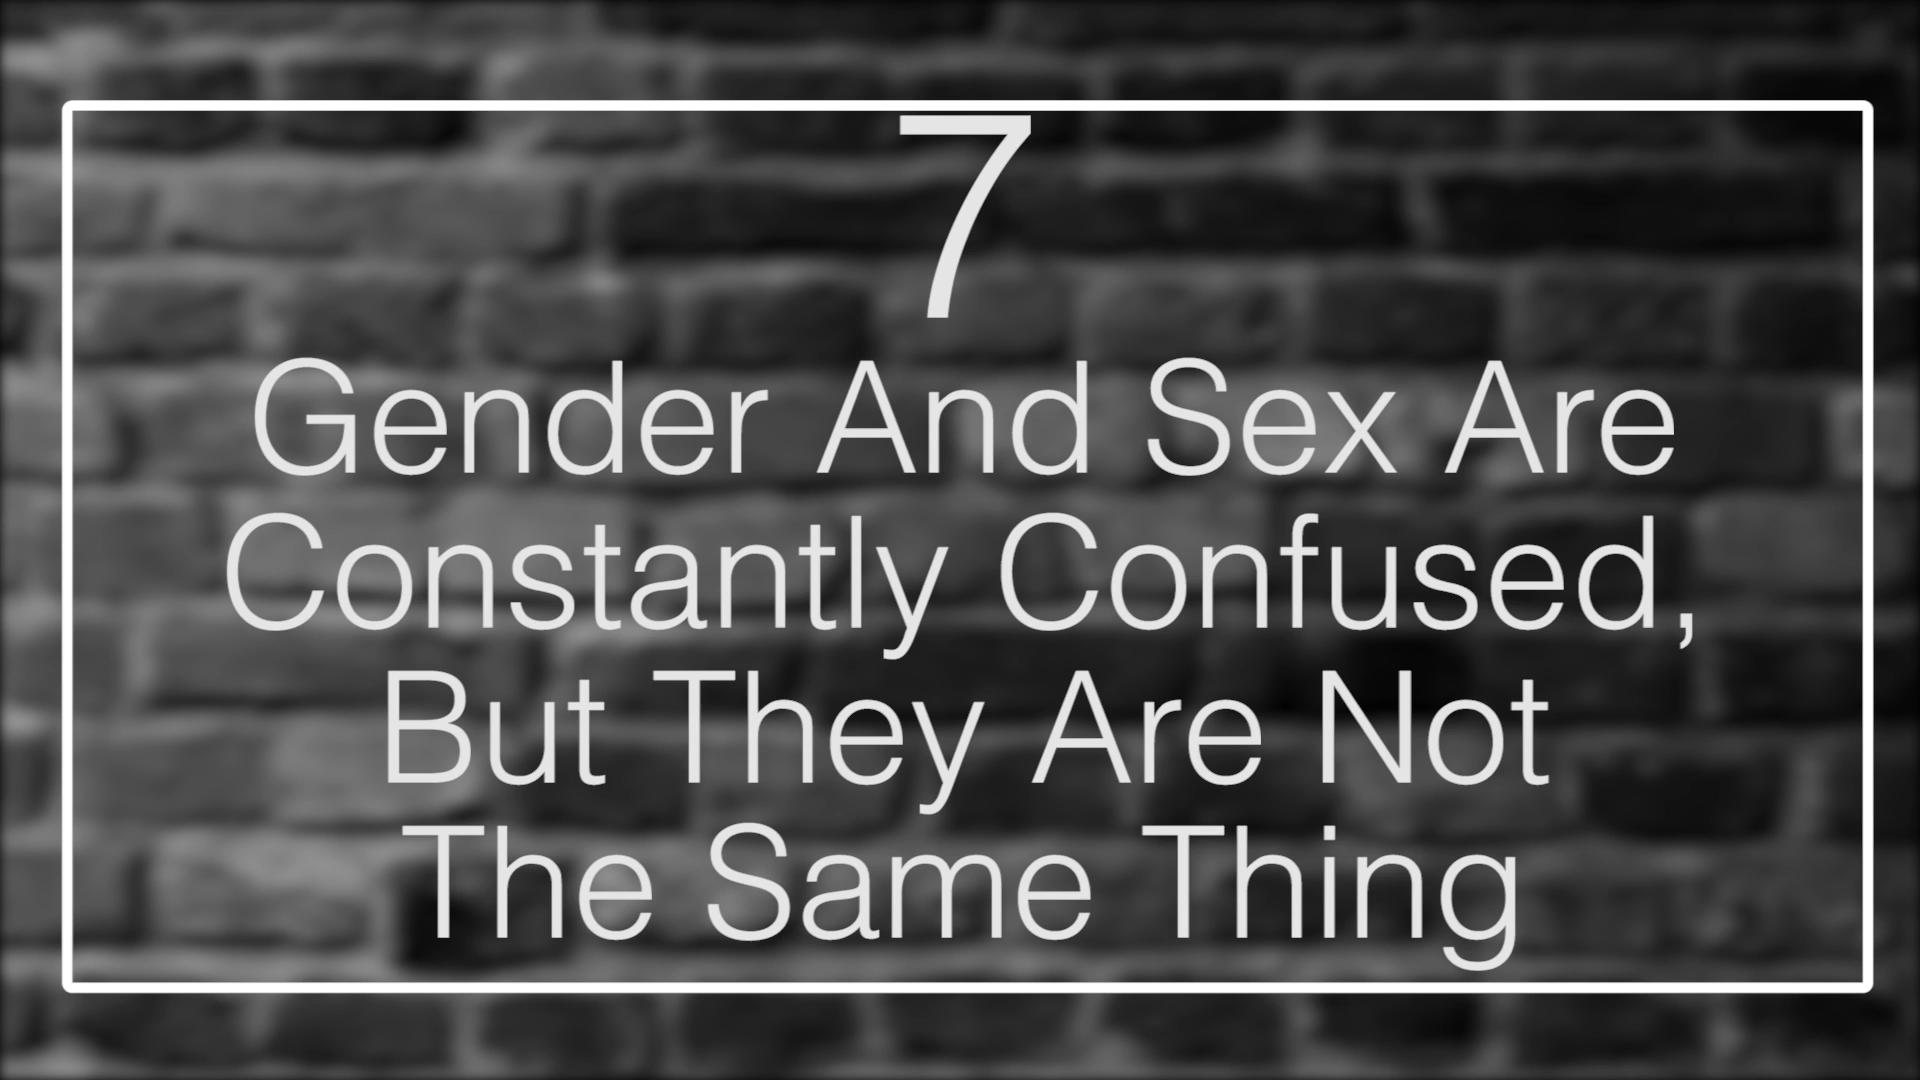 7
Gender And Sex Are
Constantly Confused,
But They Are Not
The Same Thing